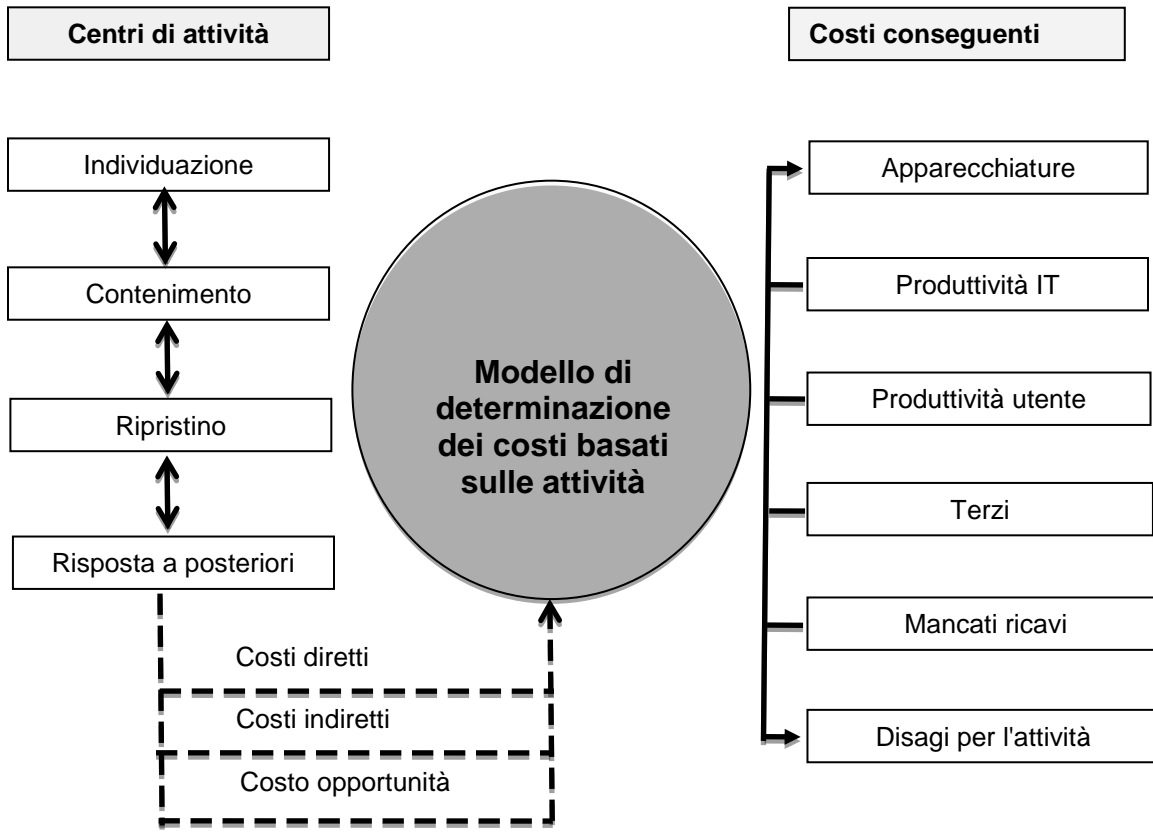 Centri di attività
Costi conseguenti
Individuazione
Contenimento
Ripristino
Risposta a posteriori
Modello di
determinazione
dei costi basati
sulle attività
Costi diretti
Costi indiretti
Costo opportunità
Apparecchiature
Produttività IT
Produttività utente
Terzi
Mancati ricavi
Disagi per l'attività